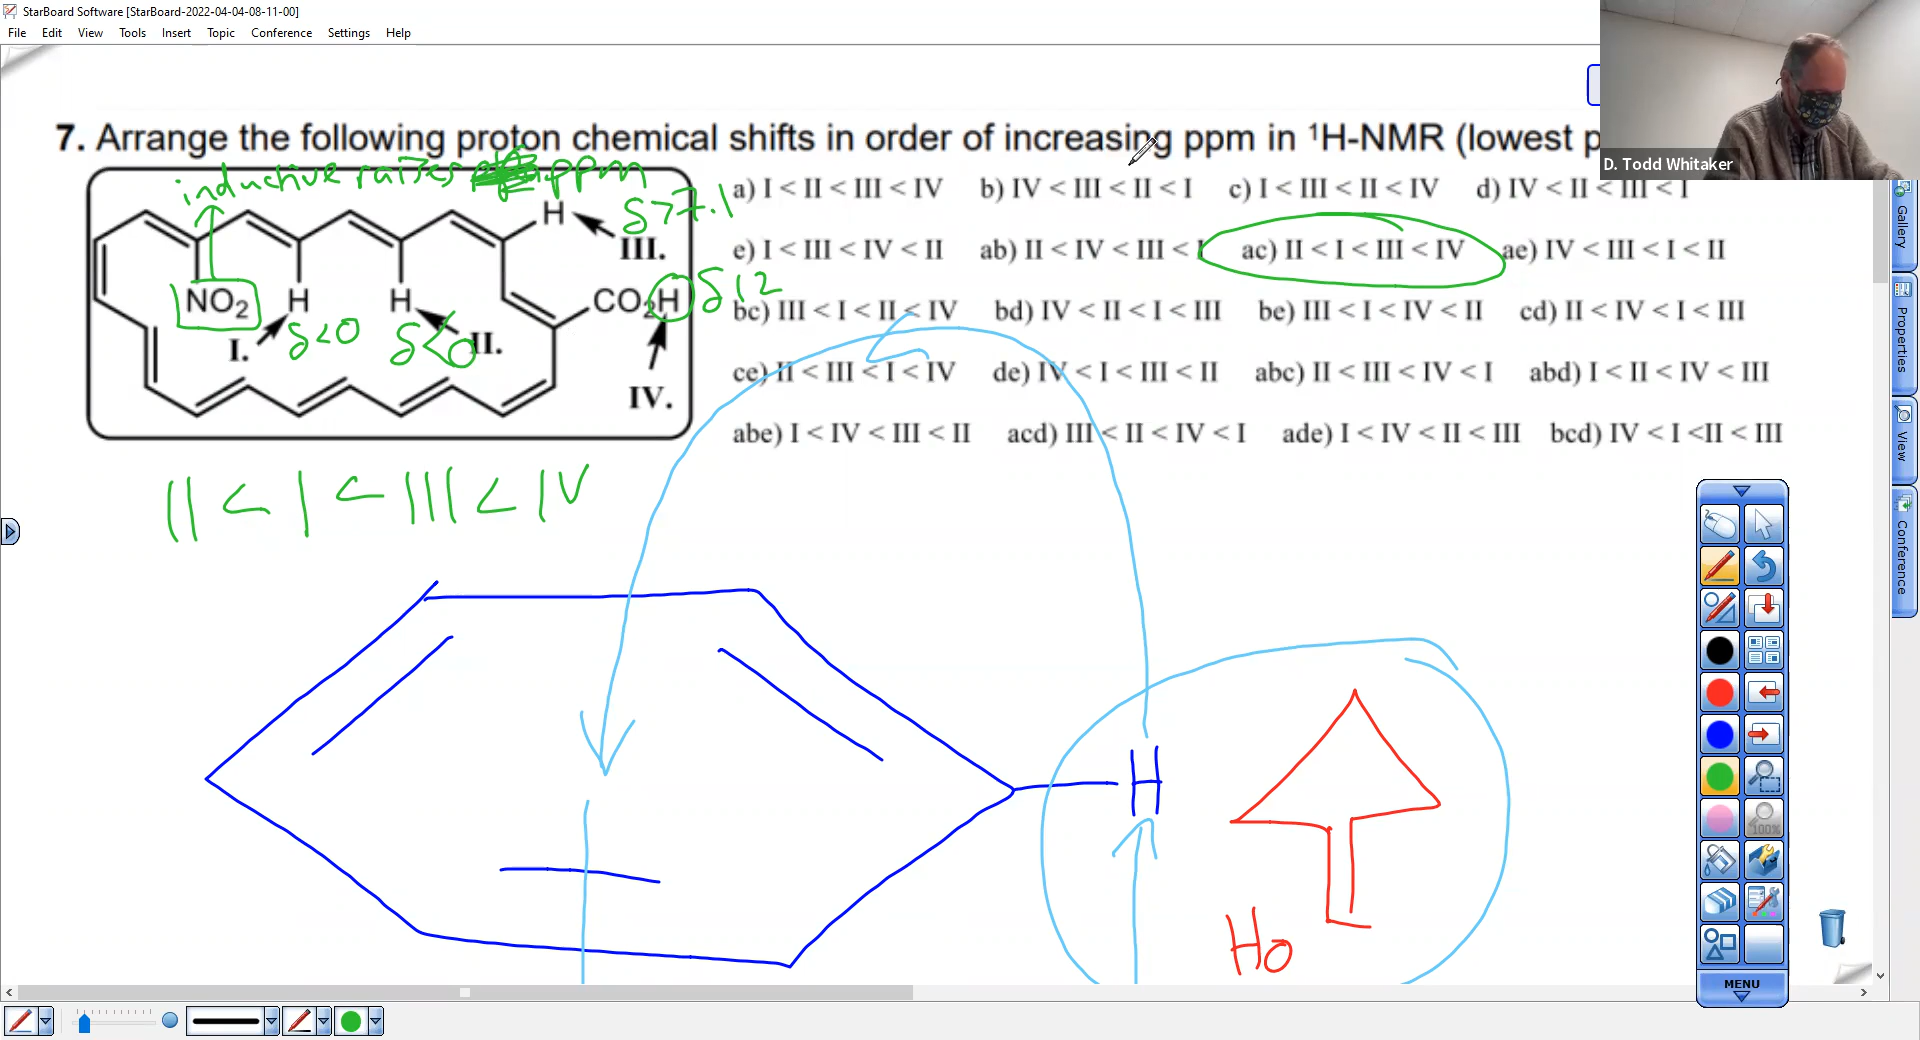 StarBoard Software [StarBoard-2022-04-04-08-11-00]
File Edit View Tools Insert Topic Conference Settings Help
D. Todd Whitaker
7. Arrange the following proton chemical shifts in order of increasing ppm in ¹H-NMR (lowest p
inductive raises ppm
δ>7.1
H
III.
NO₂ H H CO₂H δ12
I. δ<0 δ<0 II.
IV.
a) I < II < III < IV b) IV < III < II < I c) I < III < II < IV d) IV < II < III < I
e) I < III < IV < II ab) II < IV < III < I ac) II < I < III < IV ae) IV < III < I < II
bc) III < I < II < IV bd) IV < II < I < III be) III < I < IV < II cd) II < IV < I < III
ce) II < III < I < IV de) IV < I < III < II abc) II < III < IV < I abd) I < II < IV < III
abe) I < IV < III < II acd) III < II < IV < I ade) I < IV < II < III bcd) IV < I <II < III
II < I < III < IV
H
Ho
Gallery
Properties
View
Conference
100%
MENU